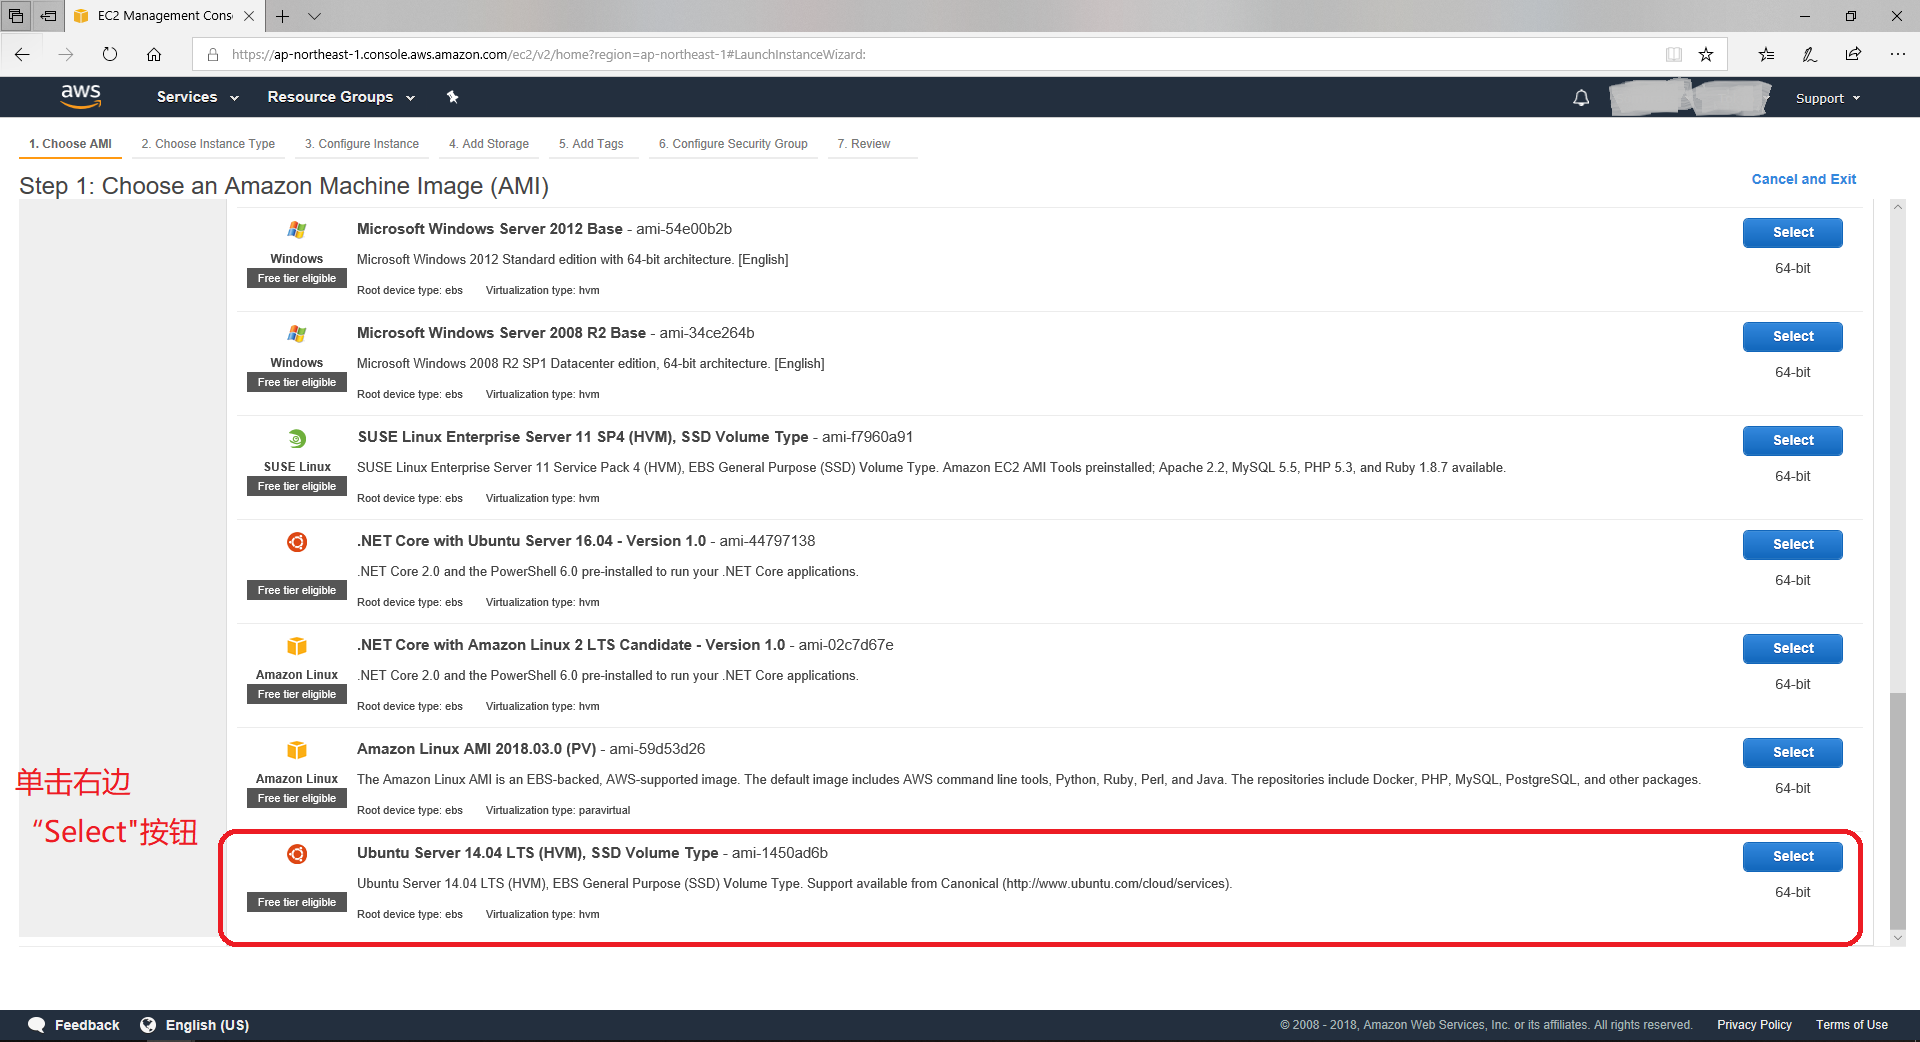 EC2 Management Cons
https://ap-northeast-1.console.aws.amazon.com/ec2/v2/home?region=ap-northeast-1#LaunchInstanceWizard:
aws Services Resource Groups Support
1. Choose AMI 2. Choose Instance Type 3. Configure Instance 4. Add Storage 5. Add Tags 6. Configure Security Group 7. Review
Step 1: Choose an Amazon Machine Image (AMI)
Cancel and Exit
Microsoft Windows Server 2012 Base - ami-54e00b2b
Select
Windows
Microsoft Windows 2012 Standard edition with 64-bit architecture. [English]
64-bit
Free tier eligible
Root device type: ebs Virtualization type: hvm
Microsoft Windows Server 2008 R2 Base - ami-34ce264b
Select
Windows
Microsoft Windows 2008 R2 SP1 Datacenter edition, 64-bit architecture. [English]
64-bit
Free tier eligible
Root device type: ebs Virtualization type: hvm
SUSE Linux Enterprise Server 11 SP4 (HVM), SSD Volume Type - ami-f7960a91
Select
SUSE Linux
SUSE Linux Enterprise Server 11 Service Pack 4 (HVM), EBS General Purpose (SSD) Volume Type. Amazon EC2 AMI Tools preinstalled; Apache 2.2, MySQL 5.5, PHP 5.3, and Ruby 1.8.7 available.
64-bit
Free tier eligible
Root device type: ebs Virtualization type: hvm
.NET Core with Ubuntu Server 16.04 - Version 1.0 - ami-44797138
Select
.NET Core 2.0 and the PowerShell 6.0 pre-installed to run your .NET Core applications.
64-bit
Free tier eligible
Root device type: ebs Virtualization type: hvm
.NET Core with Amazon Linux 2 LTS Candidate - Version 1.0 - ami-02c7d67e
Select
Amazon Linux
.NET Core 2.0 and the PowerShell 6.0 pre-installed to run your .NET Core applications.
64-bit
Free tier eligible
Root device type: ebs Virtualization type: hvm
Amazon Linux AMI 2018.03.0 (PV) - ami-59d53d26
Select
Amazon Linux
The Amazon Linux AMI is an EBS-backed, AWS-supported image. The default image includes AWS command line tools, Python, Ruby, Perl, and Java. The repositories include Docker, PHP, MySQL, PostgreSQL, and other packages.
64-bit
Free tier eligible
Root device type: ebs Virtualization type: paravirtual
单击右边
“Select"按钮
Ubuntu Server 14.04 LTS (HVM), SSD Volume Type - ami-1450ad6b
Select
Ubuntu Server 14.04 LTS (HVM), EBS General Purpose (SSD) Volume Type. Support available from Canonical (http://www.ubuntu.com/cloud/services).
64-bit
Free tier eligible
Root device type: ebs Virtualization type: hvm
Feedback English (US) © 2008 - 2018, Amazon Web Services, Inc. or its affiliates. All rights reserved. Privacy Policy Terms of Use